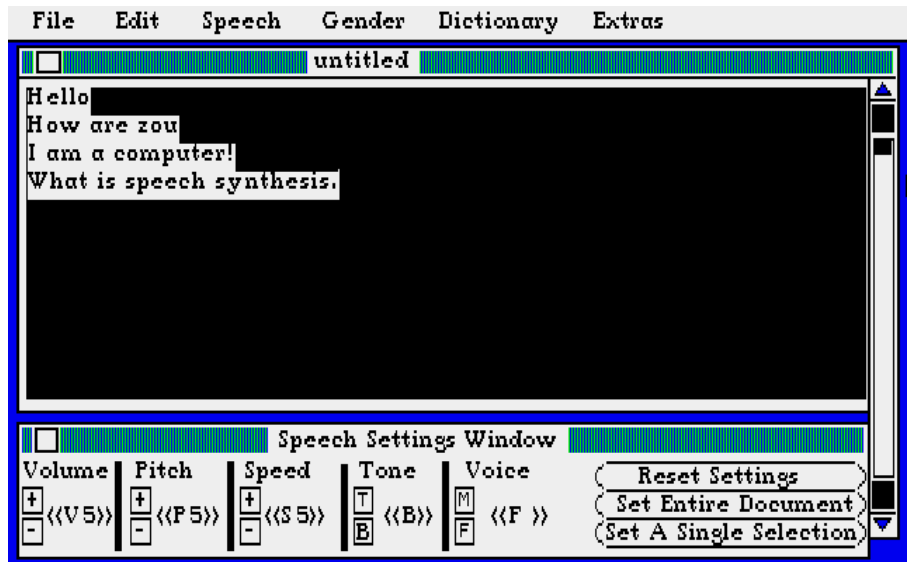 File Edit Speech Gender Dictionary Extras
untitled
Hello
How are zou
I am a computer!
What is speech synthesis.
Speech Settings Window
Volume Pitch Speed Tone Voice
+ + + T M
<<V 5>> <<P 5>> <<S 5>> <<B>> <<F >>
- - - B F
Reset Settings
Set Entire Document
Set A Single Selection